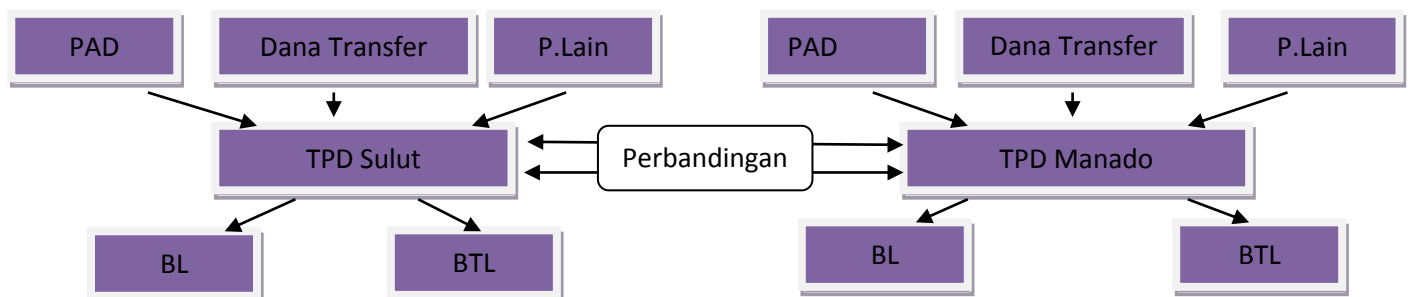 PAD
Dana Transfer
P.Lain
PAD
Dana Transfer
P.Lain
TPD Sulut
Perbandingan
TPD Manado
BL
BTL
BL
BTL